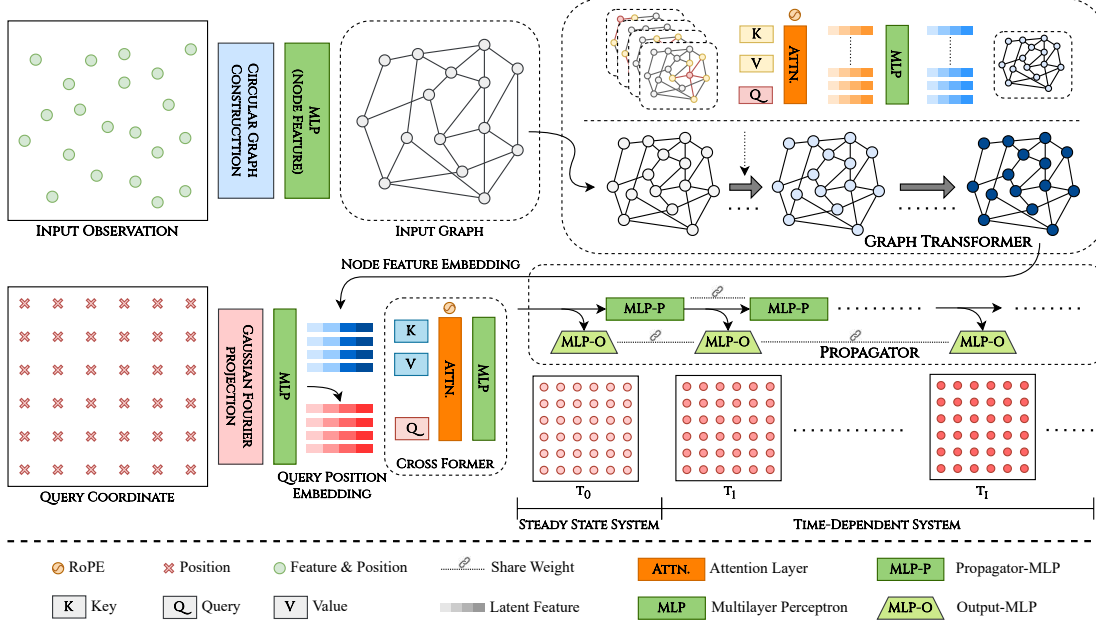 INPUT OBSERVATION
CIRCULAR GRAPH
CONSTRUCTTION
MLP
(NODE FEATURE)
INPUT GRAPH
K
V
Q
ATTN.
MLP
GRAPH TRANSFORMER
NODE FEATURE EMBEDDING
QUERY COORDINATE
GAUSSIAN FOURIER
PROJECTION
MLP
QUERY POSITION
EMBEDDING
K
V
Q
ATTN.
MLP
CROSS FORMER
MLP-P
MLP-P
MLP-O
MLP-O
MLP-O
PROPAGATOR
T0
T1
TI
STEADY STATE SYSTEM
TIME-DEPENDENT SYSTEM
RoPE
Position
Feature & Position
Share Weight
ATTN.
Attention Layer
MLP-P
Propagator-MLP
K
Key
Q
Query
V
Value
Latent Feature
MLP
Multilayer Perceptron
MLP-O
Output-MLP